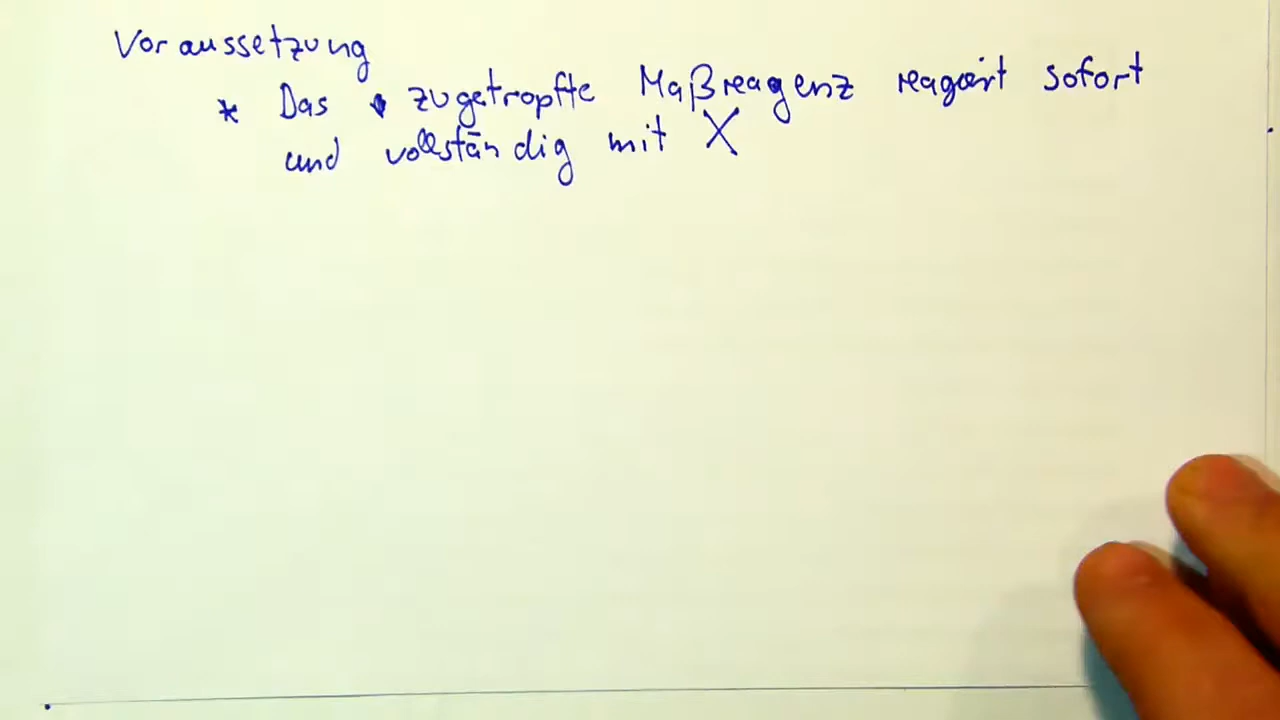 Voraussetzung
* Das zugetropfte Maßreagenz reagiert sofort
und vollständig mit X